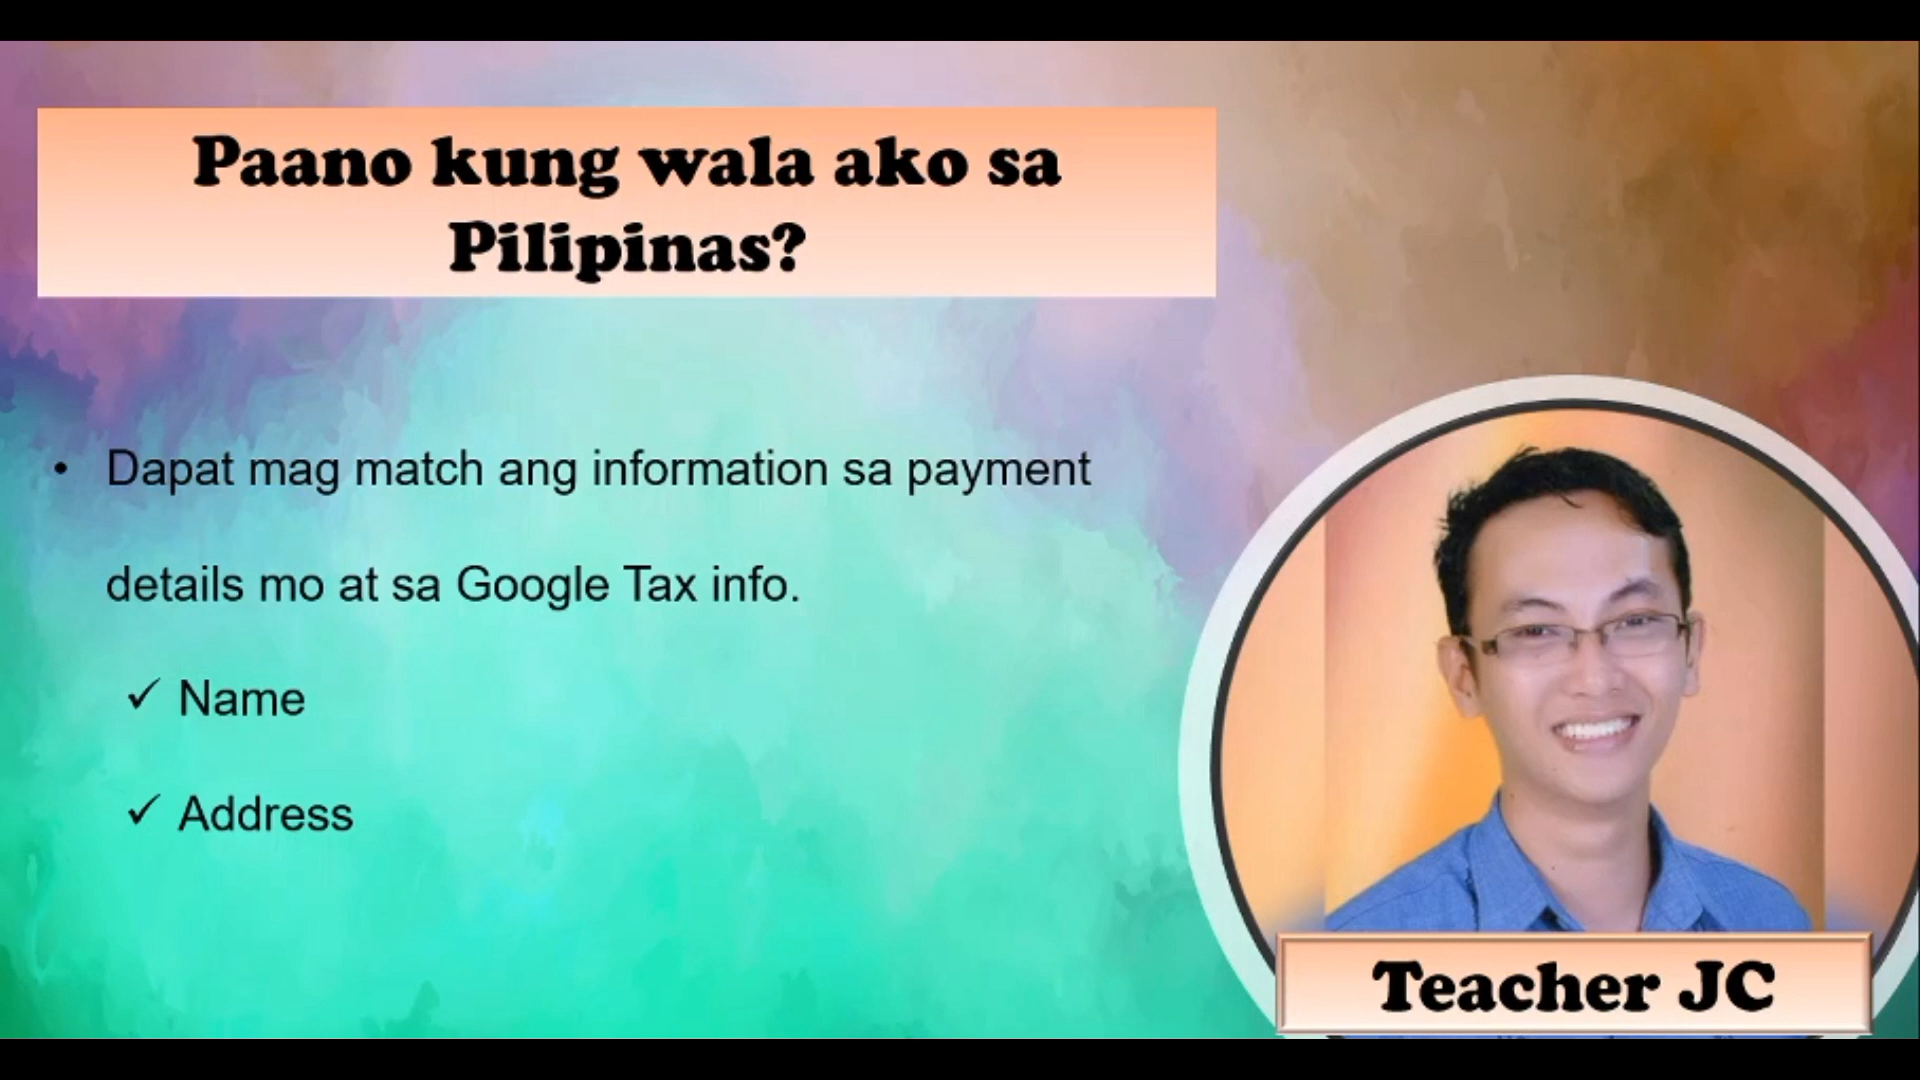 Paano kung wala ako sa
Pilipinas?
• Dapat mag match ang information sa payment
details mo at sa Google Tax info.
✓ Name
✓ Address
Teacher JC